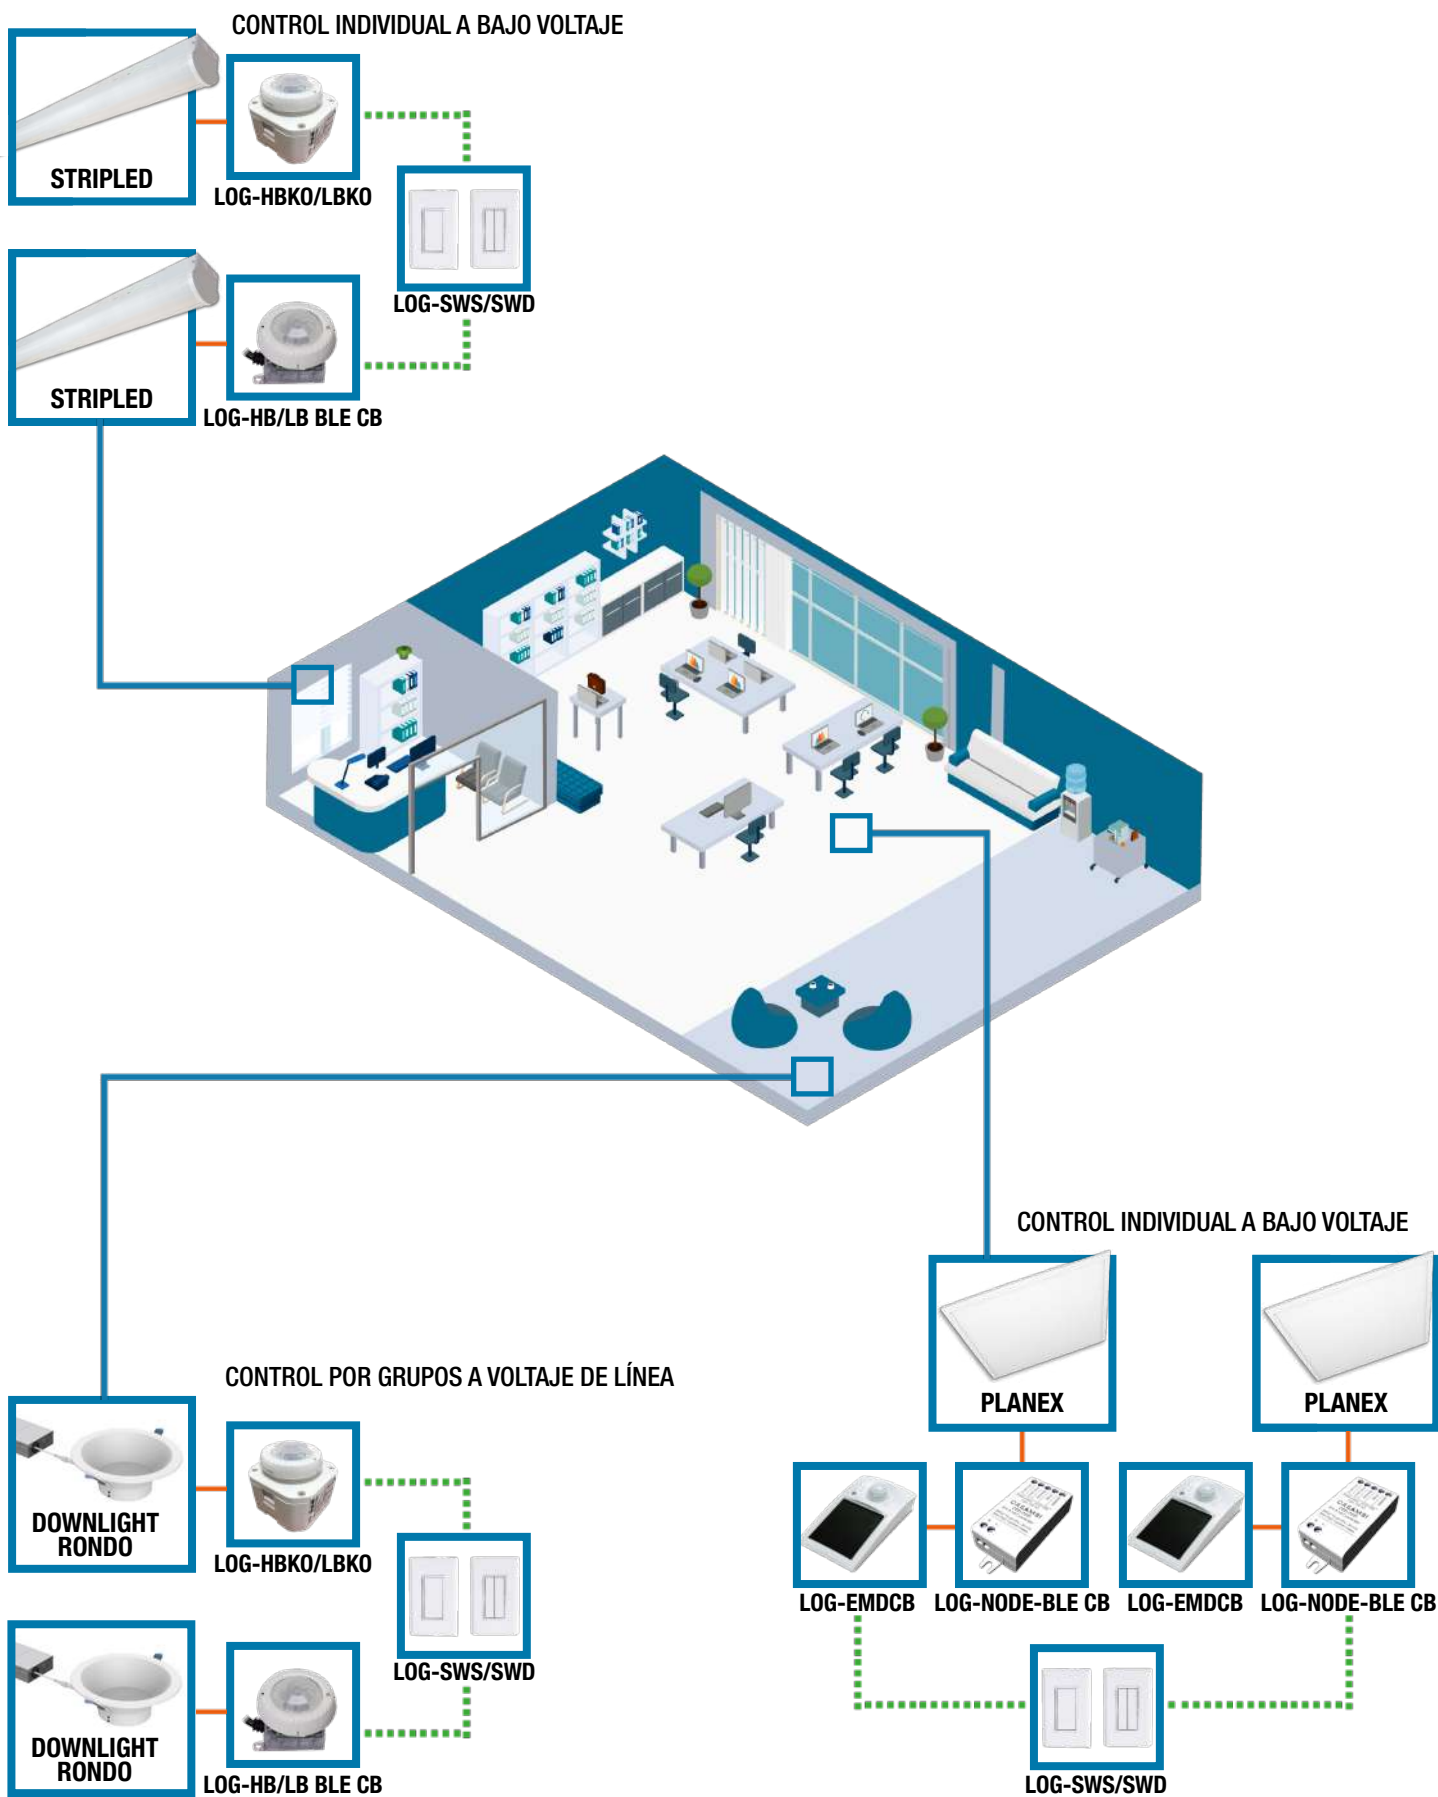 CONTROL INDIVIDUAL A BAJO VOLTAJE
STRIPLED
LOG-HBKO/LBKO
LOG-SWS/SWD
STRIPLED
LOG-HB/LB BLE CB
CONTROL INDIVIDUAL A BAJO VOLTAJE
PLANEX
PLANEX
LOG-EMDCB
LOG-NODE-BLE CB
LOG-EMDCB
LOG-NODE-BLE CB
LOG-SWS/SWD
CONTROL POR GRUPOS A VOLTAJE DE LÍNEA
DOWNLIGHT
RONDO
LOG-HBKO/LBKO
LOG-SWS/SWD
DOWNLIGHT
RONDO
LOG-HB/LB BLE CB
CASAMBI
CASAMBI